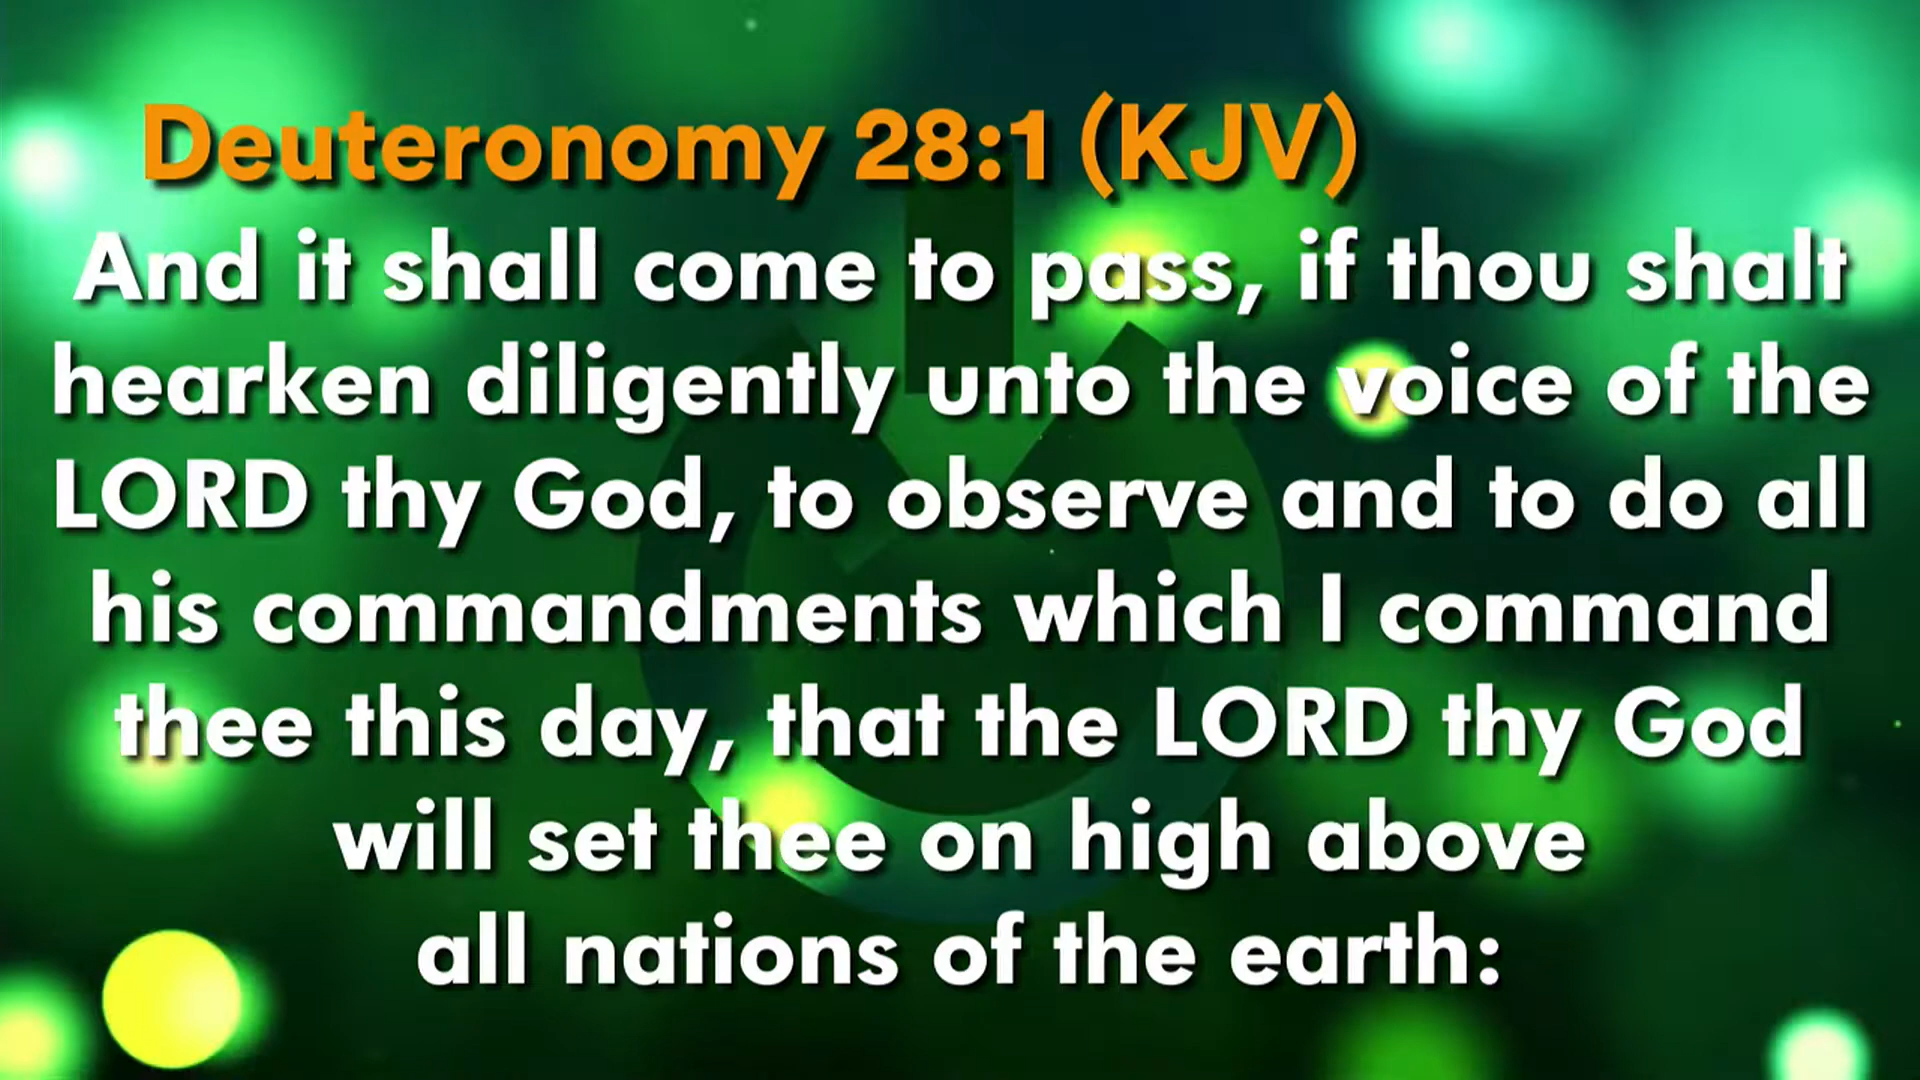 Deuteronomy 28:1 (KJV)
And it shall come to pass, if thou shalt
hearken diligently unto the voice of the
LORD thy God, to observe and to do all
his commandments which I command
thee this day, that the LORD thy God
will set thee on high above
all nations of the earth: